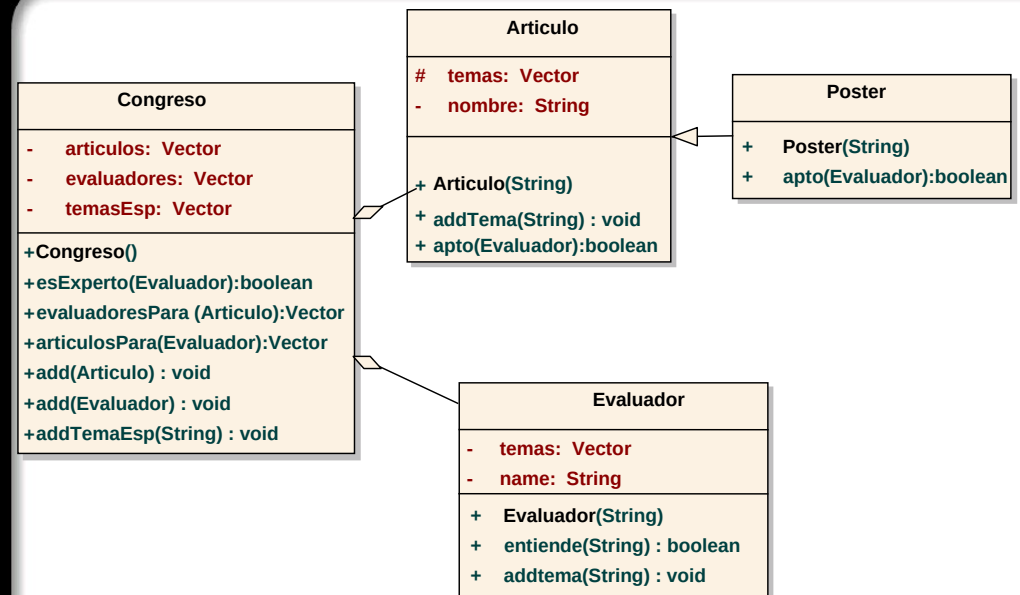 Congreso
- articulos: Vector
- evaluadores: Vector
- temasEsp: Vector
+Congreso()
+esExperto(Evaluador):boolean
+evaluadoresPara (Articulo):Vector
+articulosPara(Evaluador):Vector
+add(Articulo) : void
+add(Evaluador) : void
+addTemaEsp(String) : void
Articulo
# temas: Vector
- nombre: String
+ Articulo(String)
+ addTema(String) : void
+ apto(Evaluador):boolean
Poster
+ Poster(String)
+ apto(Evaluador):boolean
Evaluador
- temas: Vector
- name: String
+ Evaluador(String)
+ entiende(String) : boolean
+ addtema(String) : void